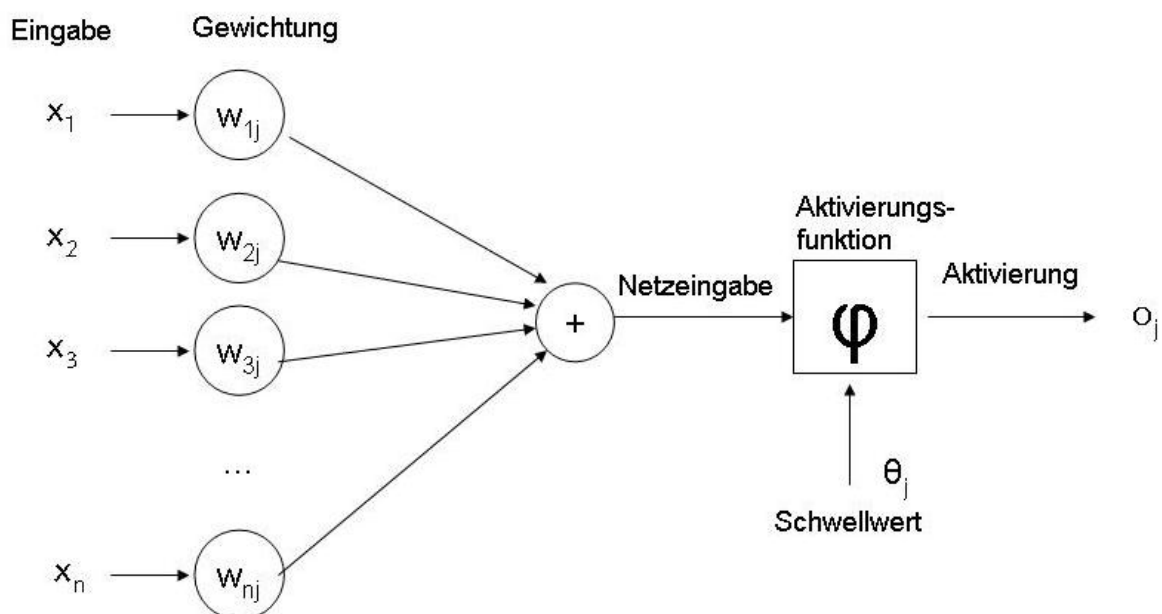 Eingabe
Gewichtung
x₁
w₁ⱼ
x₂
w₂ⱼ
x₃
w₃ⱼ
...
xₙ
wₙⱼ
+
Netzeingabe
Aktivierungs-
funktion
φ
Aktivierung
oⱼ
θⱼ
Schwellwert